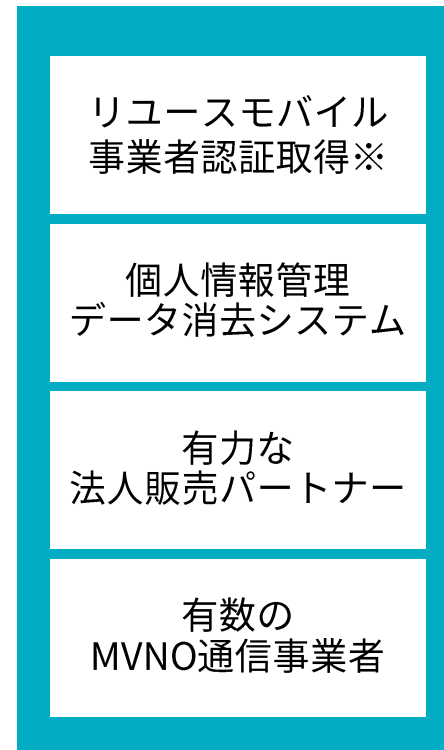 リユースモバイル
事業者認証取得※
個人情報管理
データ消去システム
有力な
法人販売パートナー
有数の
MVNO通信事業者